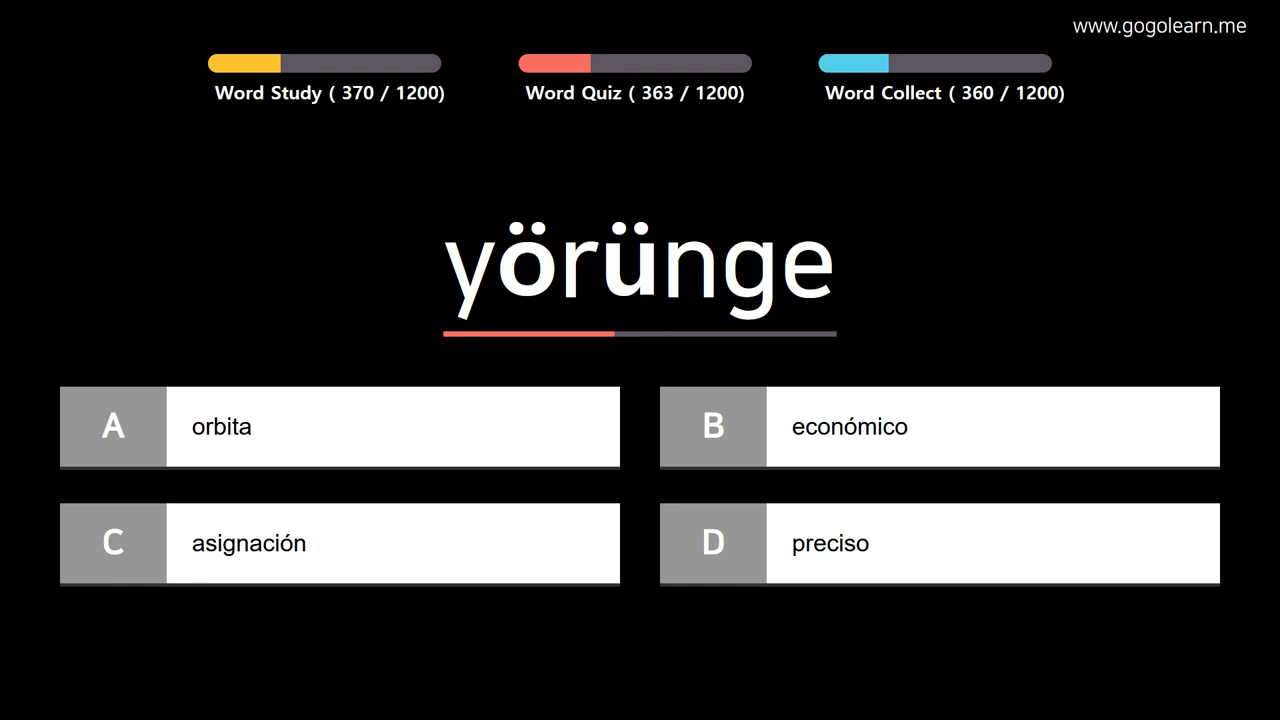 www.gogolearn.me
Word Study ( 370 / 1200)
Word Quiz ( 363 / 1200)
Word Collect ( 360 / 1200)
yörünge
A orbita
B económico
C asignación
D preciso